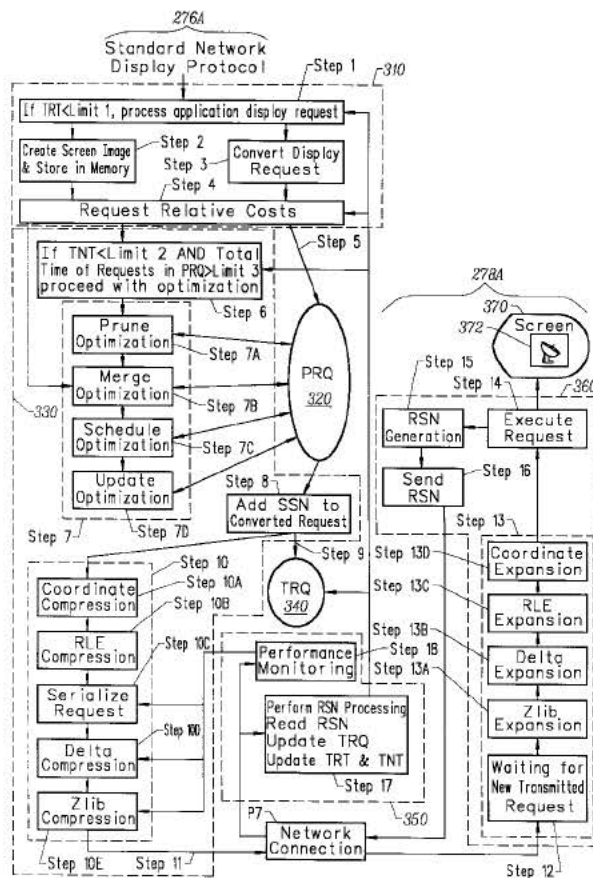 276A
Standard Network
Display Protocol
Step 1
310
If TRT<Limit 1, process application display request
Step 2
Create Screen Image
& Store in Memory
Step 3
Convert Display
Request
Step 4
Request Relative Costs
Step 5
If TNT<Limit 2 AND Total
Time of Requests in PRQ>Limit 3
proceed with optimization
Step 6
Prune
Optimization
Step 7A
Merge
Optimization
Step 7B
Schedule
Optimization
Step 7C
Update
Optimization
Step 7D
Step 7
330
PRQ
320
Step 8
Add SSN to
Converted Request
Step 9
TRQ
340
Step 10
Coordinate
Compression
Step 10A
RLE
Compression
Step 10B
Serialize
Request
Step 10C
Delta
Compression
Step 10D
Zlib
Compression
Step 10E
Step 11
Performance
Monitoring
Step 18
Perform RSN Processing
Read RSN
Update TRQ
Update TRT & TNT
Step 17
350
P7
Network
Connection
278A
370
Screen
372
Step 15
Step 14
360
RSN
Generation
Execute
Request
Send
RSN
Step 16
Step 13
Step 13D
Coordinate
Expansion
Step 13C
RLE
Expansion
Step 13B
Delta
Expansion
Step 13A
Zlib
Expansion
Waiting for
New Transmitted
Request
Step 12